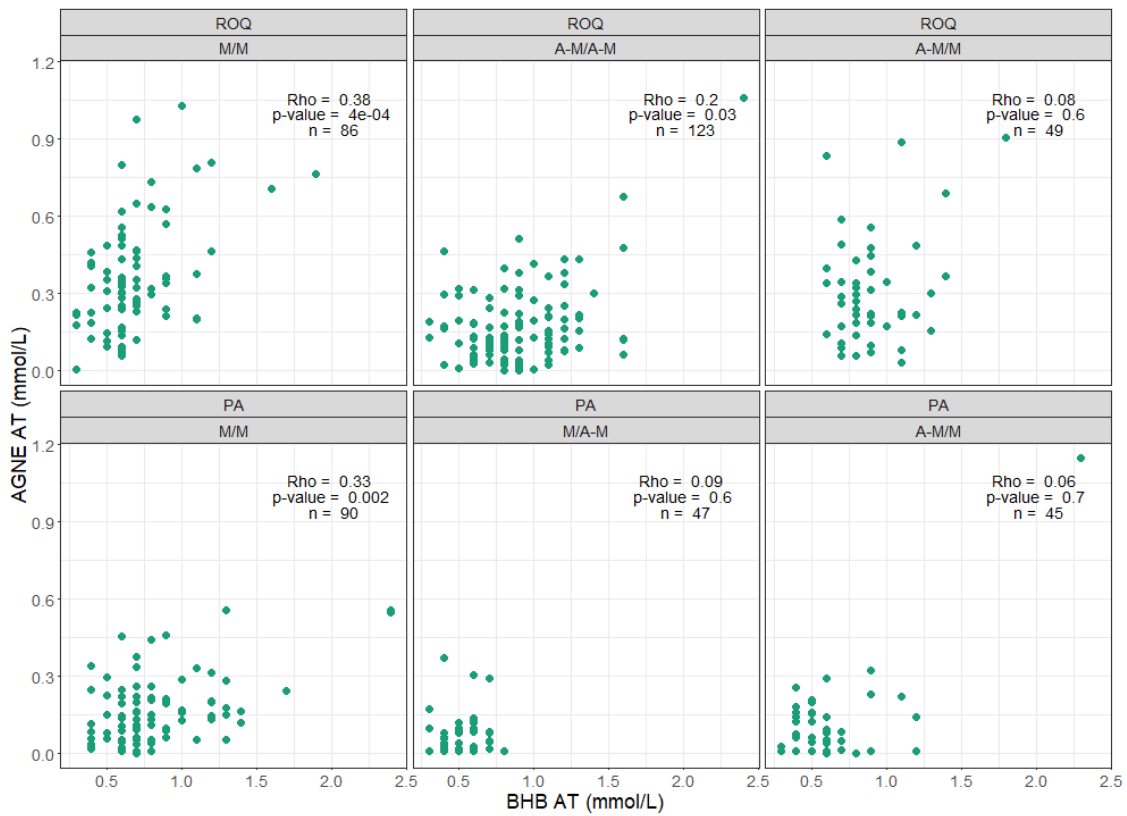 ROQ ROQ ROQ
M/M A-M/A-M A-M/M
1.2
Rho = 0.38 Rho = 0.2 Rho = 0.08
p-value = 4e-04 p-value = 0.03 p-value = 0.6
n = 86 n = 123 n = 49
0.9
0.6
0.3
0.0
PA PA PA
M/M M/A-M A-M/M
1.2
Rho = 0.33 Rho = 0.09 Rho = 0.06
p-value = 0.002 p-value = 0.6 p-value = 0.7
n = 90 n = 47 n = 45
0.9
0.6
0.3
0.0
AGNE AT (mmol/L)
0.5 1.0 1.5 2.0 2.5 0.5 1.0 1.5 2.0 2.5 0.5 1.0 1.5 2.0 2.5
BHB AT (mmol/L)